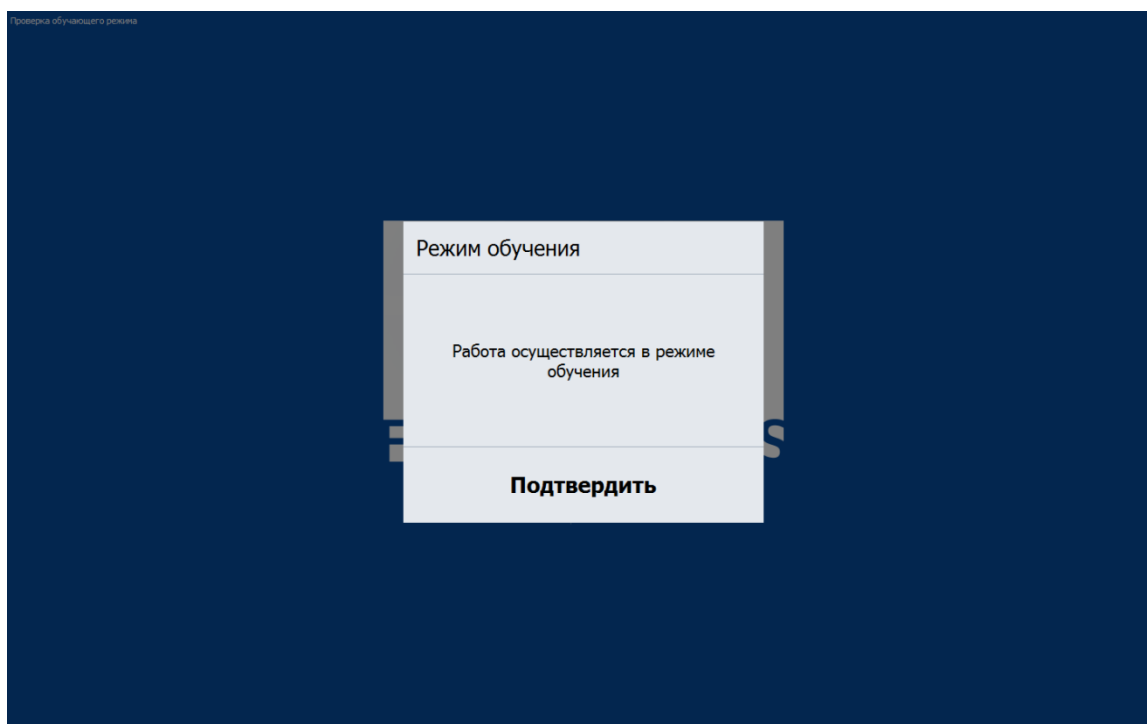 Проверка обучающего режима
Режим обучения
Работа осуществляется в режиме
обучения
S
Подтвердить